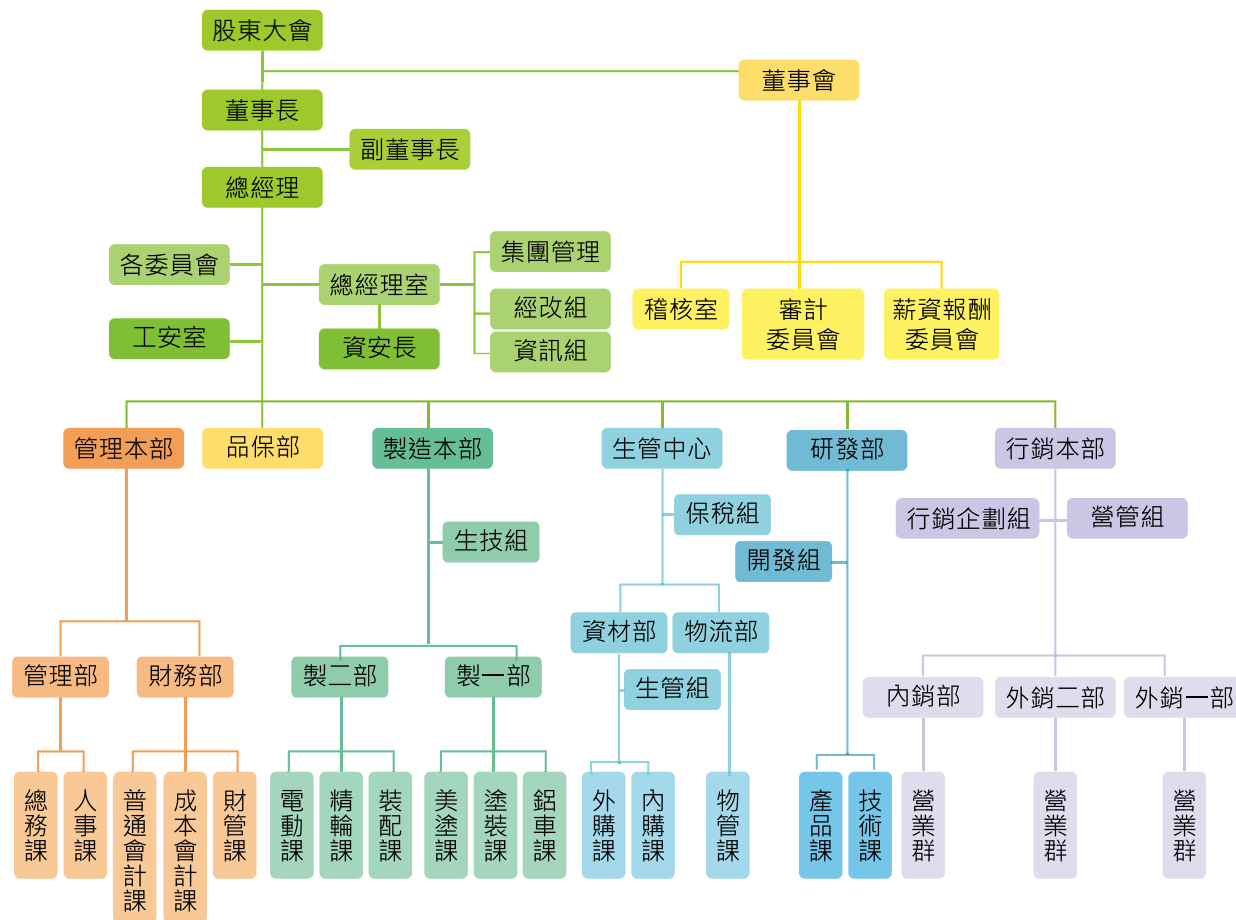 股東大會
董事會
董事長
副董事長
總經理
各委員會
集團管理
總經理室
稽核室
審計
委員會
薪資報酬
委員會
經改組
工安室
資安長
資訊組
管理本部
品保部
製造本部
生管中心
研發部
行銷本部
保稅組
行銷企劃組
營管組
生技組
開發組
資材部
物流部
管理部
財務部
製二部
製一部
生管組
內銷部
外銷二部
外銷一部
總務課
人事課
普通會計課
成本會計課
財管課
電動課
精輪課
裝配課
美塗課
塗裝課
鋁車課
外購課
內購課
物管課
產品課
技術課
營業群
營業群
營業群